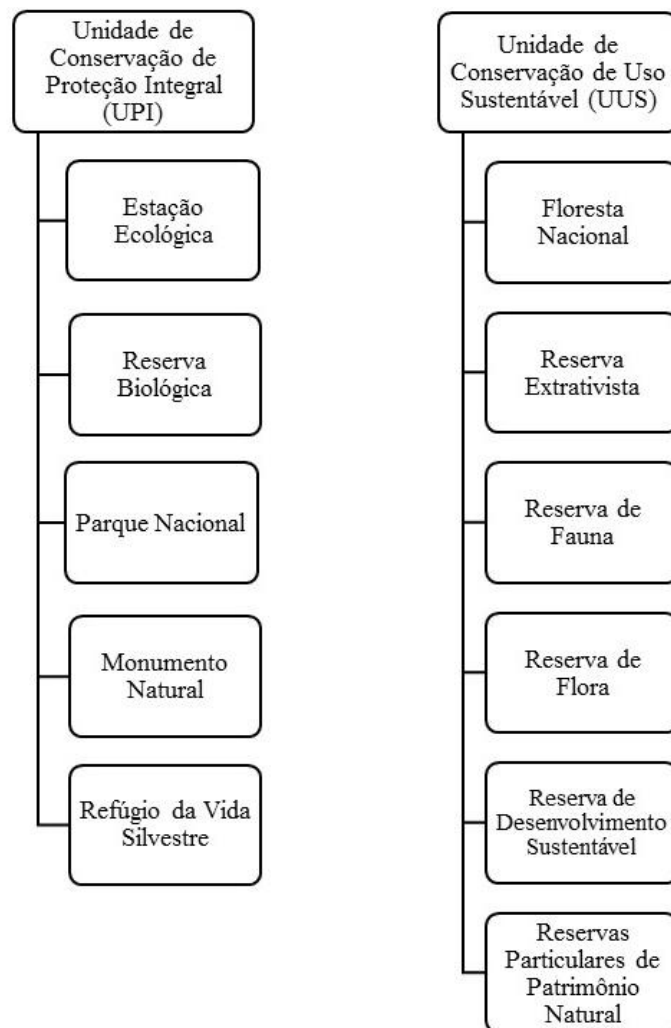 Unidade de
Conservação de
Proteção Integral
(UPI)
Estação
Ecológica
Reserva
Biológica
Parque Nacional
Monumento
Natural
Refúgio da Vida
Silvestre
Unidade de
Conservação de Uso
Sustentável (UUS)
Floresta
Nacional
Reserva
Extrativista
Reserva de
Fauna
Reserva de
Flora
Reserva de
Desenvolvimento
Sustentável
Reservas
Particulares de
Patrimônio
Natural